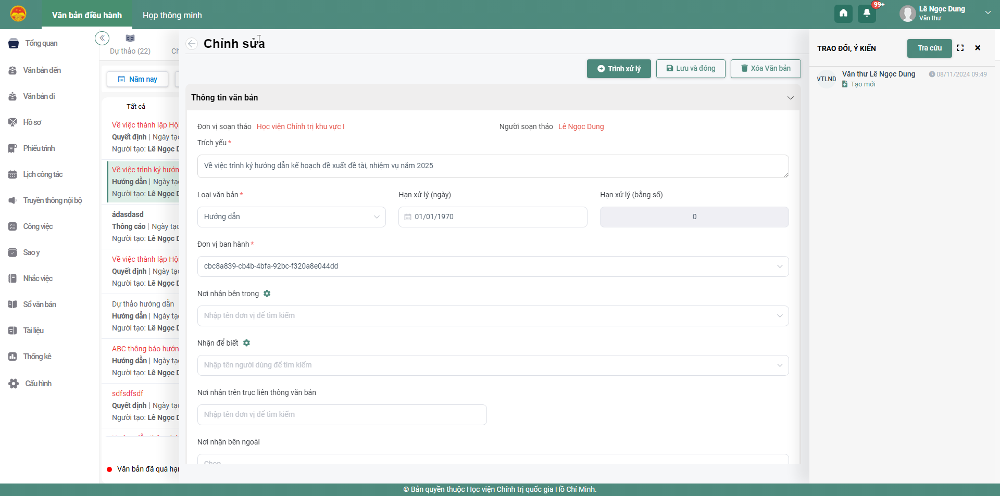 Văn bản điều hành
Họp thông minh
99+
Lê Ngọc Dung
Văn thư
Tổng quan
Văn bản đến
Văn bản đi
Hồ sơ
Phiếu trình
Lịch công tác
Truyền thông nội bộ
Công việc
Sao y
Nhắc việc
Sổ văn bản
Tài liệu
Thống kê
Cấu hình
Dự thảo (22)
Ch
Năm nay
Tất cả
Về việc thành lập Hội
Quyết định | Ngày tạo
Người tạo: Lê Ngọc D
Về việc trình ký hướn
Hướng dẫn | Ngày tạo
Người tạo: Lê Ngọc D
ádasdasd
Thông cáo | Ngày tạo
Người tạo: Lê Ngọc D
Về việc thành lập Hội
Quyết định | Ngày tạo
Người tạo: Lê Ngọc D
Dự thảo hướng dẫn
Hướng dẫn | Ngày tạo
Người tạo: Lê Ngọc D
ABC thông báo hướn
Hướng dẫn | Ngày tạo
Người tạo: Lê Ngọc D
sdfsdfsdf
Quyết định | Ngày tạo
Người tạo: Lê Ngọc D
Văn bản đã quá hạn
Chỉnh sửa
Trình xử lý
Lưu và đóng
Xóa Văn bản
Thông tin văn bản
Đơn vị soạn thảo Học viện Chính trị khu vực I
Người soạn thảo Lê Ngọc Dung
Trích yếu *
Về việc trình ký hướng dẫn kế hoạch đề xuất đề tài, nhiệm vụ năm 2025
Loại văn bản *
Hạn xử lý (ngày)
Hạn xử lý (bằng số)
Hướng dẫn
01/01/1970
0
Đơn vị ban hành *
cbc8a839-cb4b-4bfa-92bc-f320a8e044dd
Nơi nhận bên trong
Nhập tên đơn vị để tìm kiếm
Nhận để biết
Nhập tên người dùng để tìm kiếm
Nơi nhận trên trục liên thông văn bản
Nhập tên đơn vị để tìm kiếm
Nơi nhận bên ngoài
Chọn
TRAO ĐỔI, Ý KIẾN
Tra cứu
VTLND
Văn thư Lê Ngọc Dung
08/11/2024 09:49
Tạo mới
© Bản quyền thuộc Học viện Chính trị quốc gia Hồ Chí Minh.